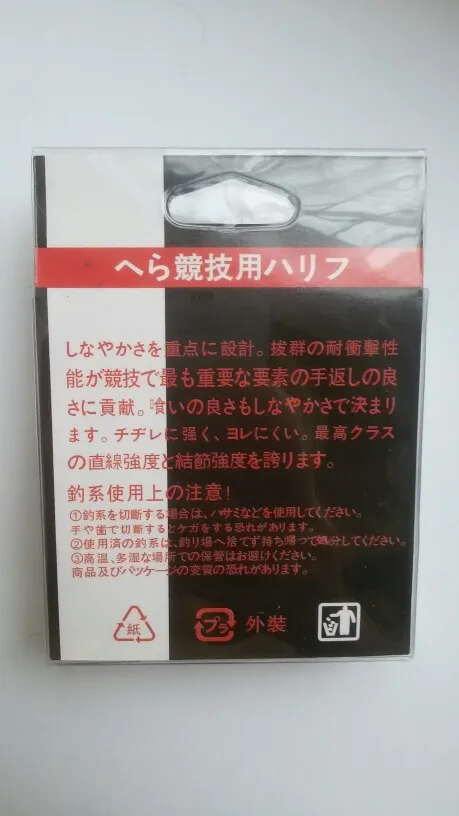 へら競技用ハリフ
しなやかさを重点に設計。抜群の耐衝撃性
能が競技で最も重要な要素の手返しの良
さに貢献。喰いの良さもしなやかさで決まり
ます。チヂレに強く、ヨレにくい。最高クラス
の直線強度と結節強度を誇ります。
釣系使用上の注意!
①釣系を切断する場合は、ハサミなどを使用してください。
手や歯で切断するとケガをする恐れがあります。
②使用済の釣系は、釣り場へ捨てず持ち帰って処分してください。
③高温、多湿な場所での保管はお避けください。
商品及びパッケージの変質の恐れがあります。
紙 プラ 外装